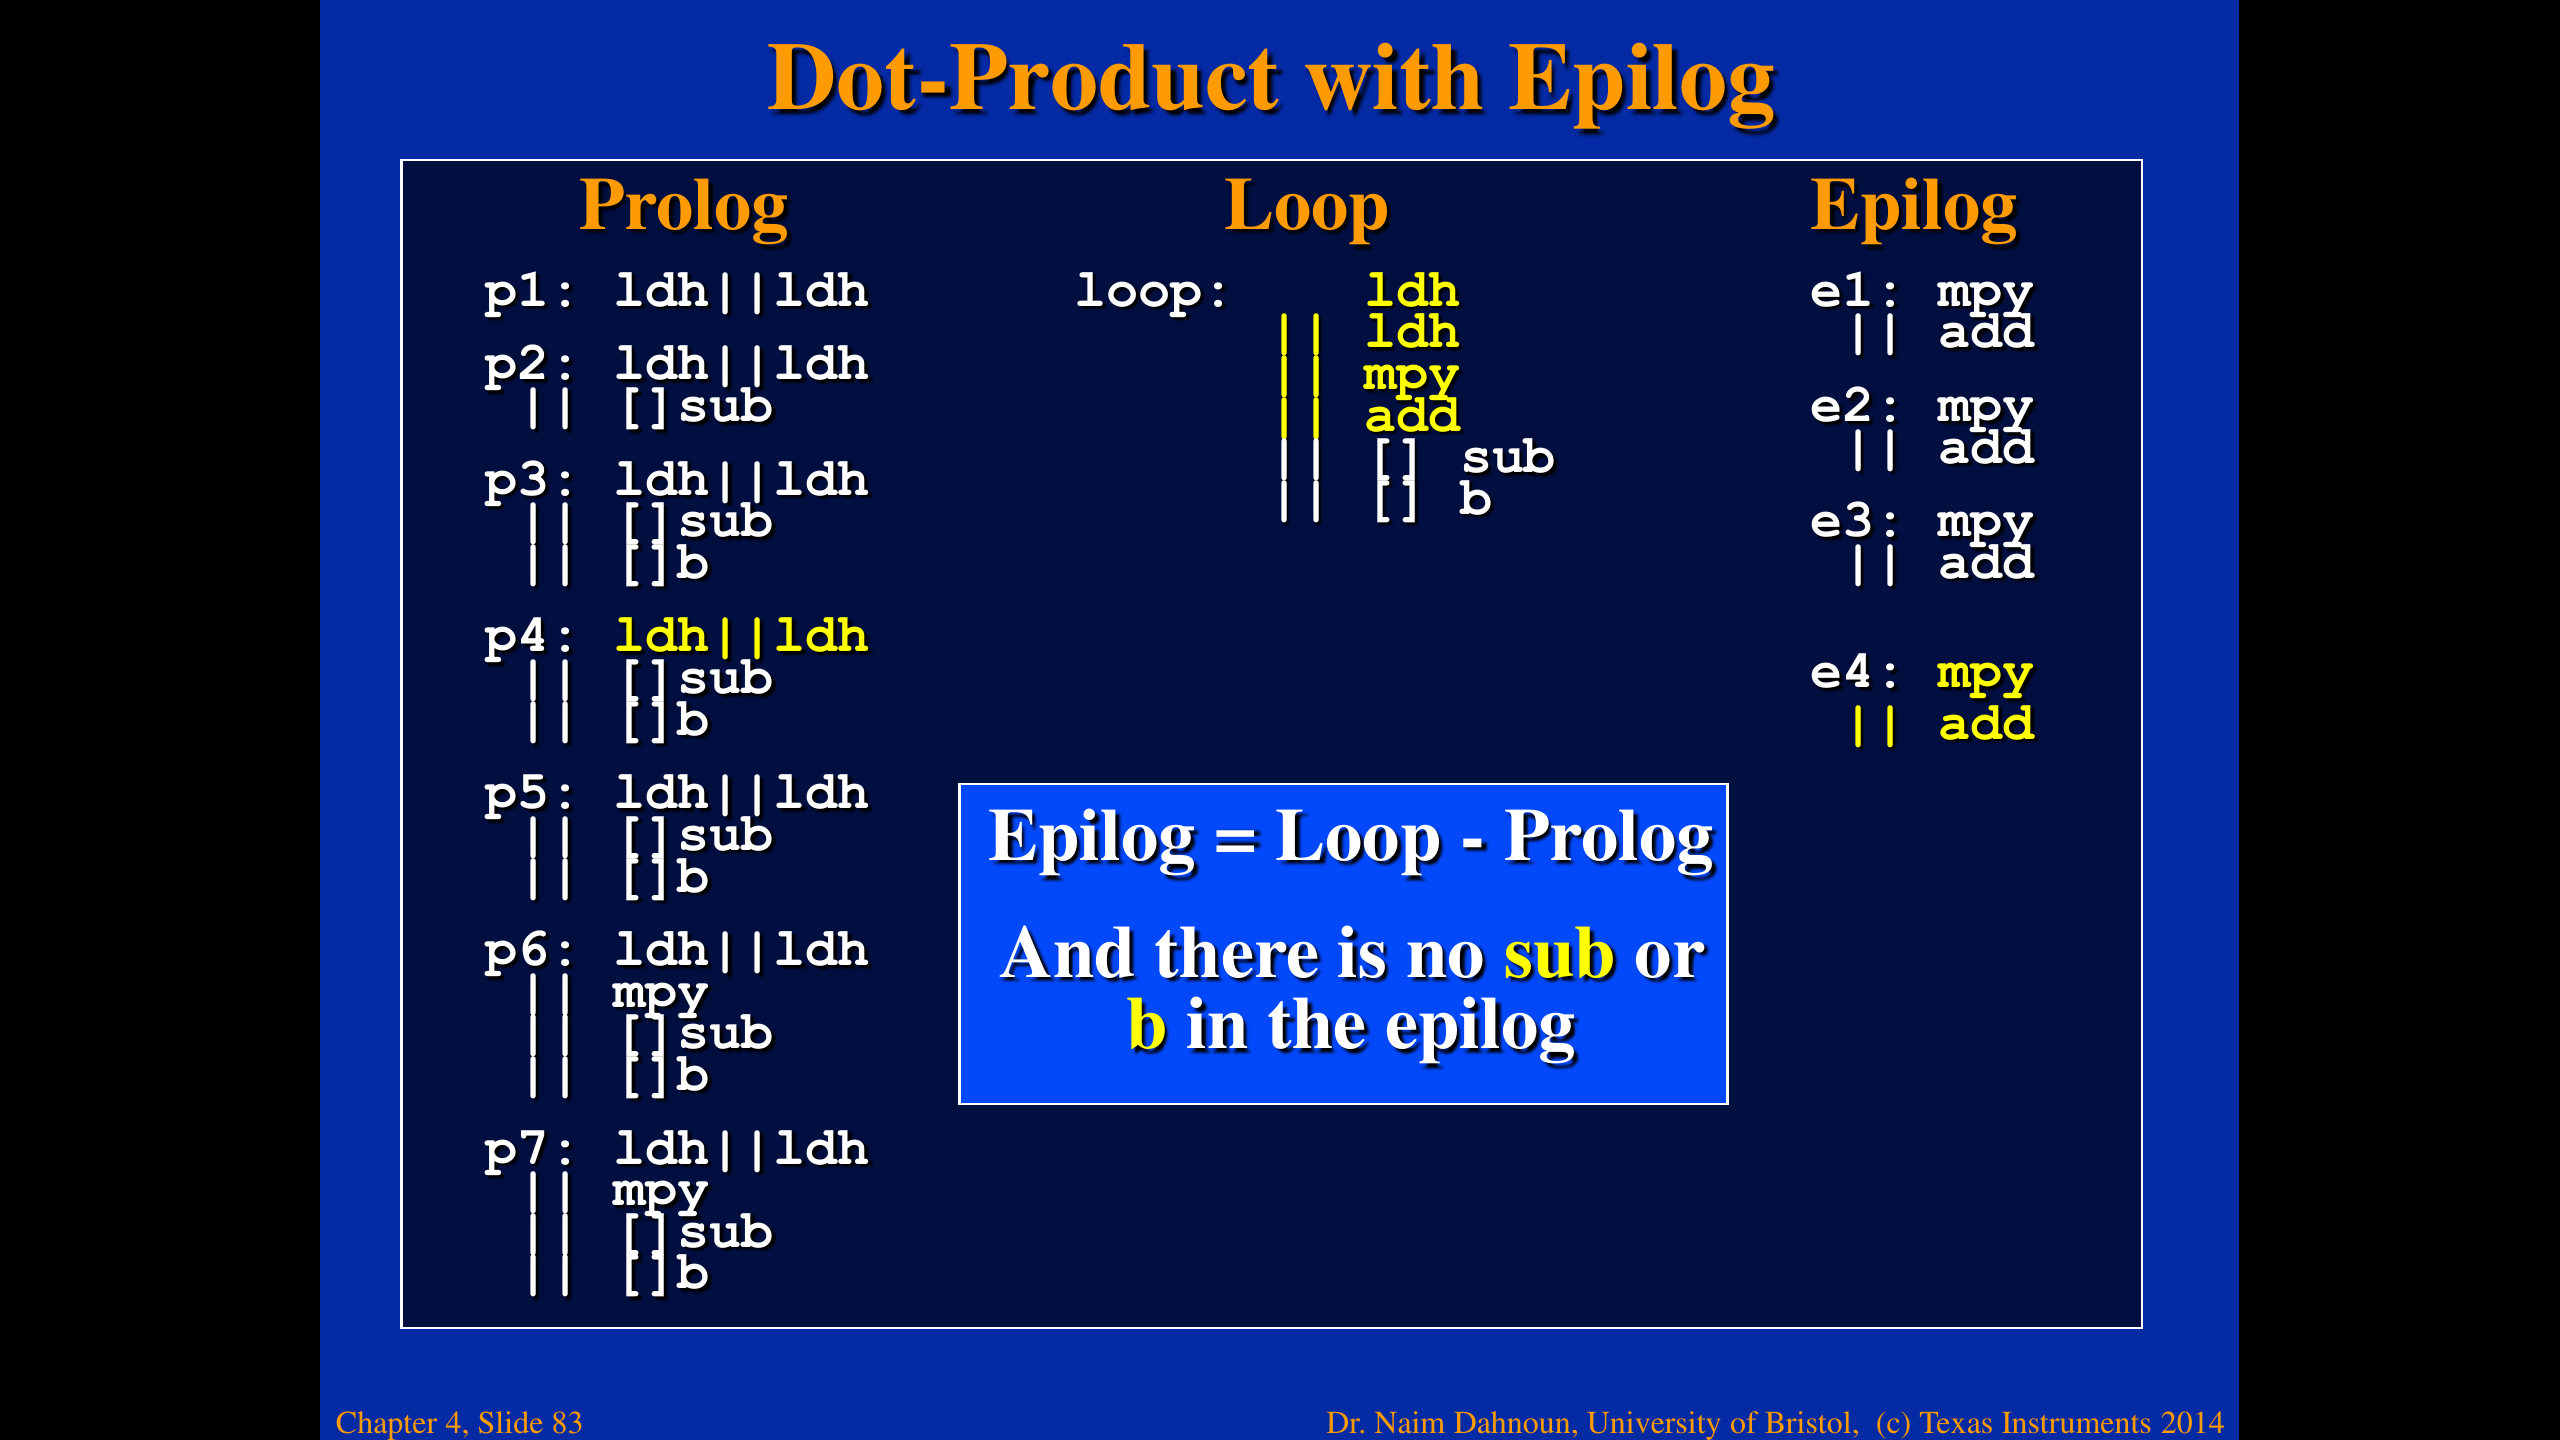 Dot-Product with Epilog
Prolog
p1: ldh||ldh
p2: ldh||ldh
|| []sub
p3: ldh||ldh
|| []sub
|| []b
p4: ldh||ldh
|| []sub
|| []b
p5: ldh||ldh
|| []sub
|| []b
p6: ldh||ldh
|| mpy
|| []sub
|| []b
p7: ldh||ldh
|| mpy
|| []sub
|| []b
Loop
loop: ldh
|| ldh
|| mpy
|| add
|| [] sub
|| [] b
Epilog
e1: mpy
|| add
e2: mpy
|| add
e3: mpy
|| add
e4: mpy
|| add
Epilog = Loop - Prolog
And there is no sub or
b in the epilog
Chapter 4, Slide 83
Dr. Naim Dahnoun, University of Bristol, (c) Texas Instruments 2014